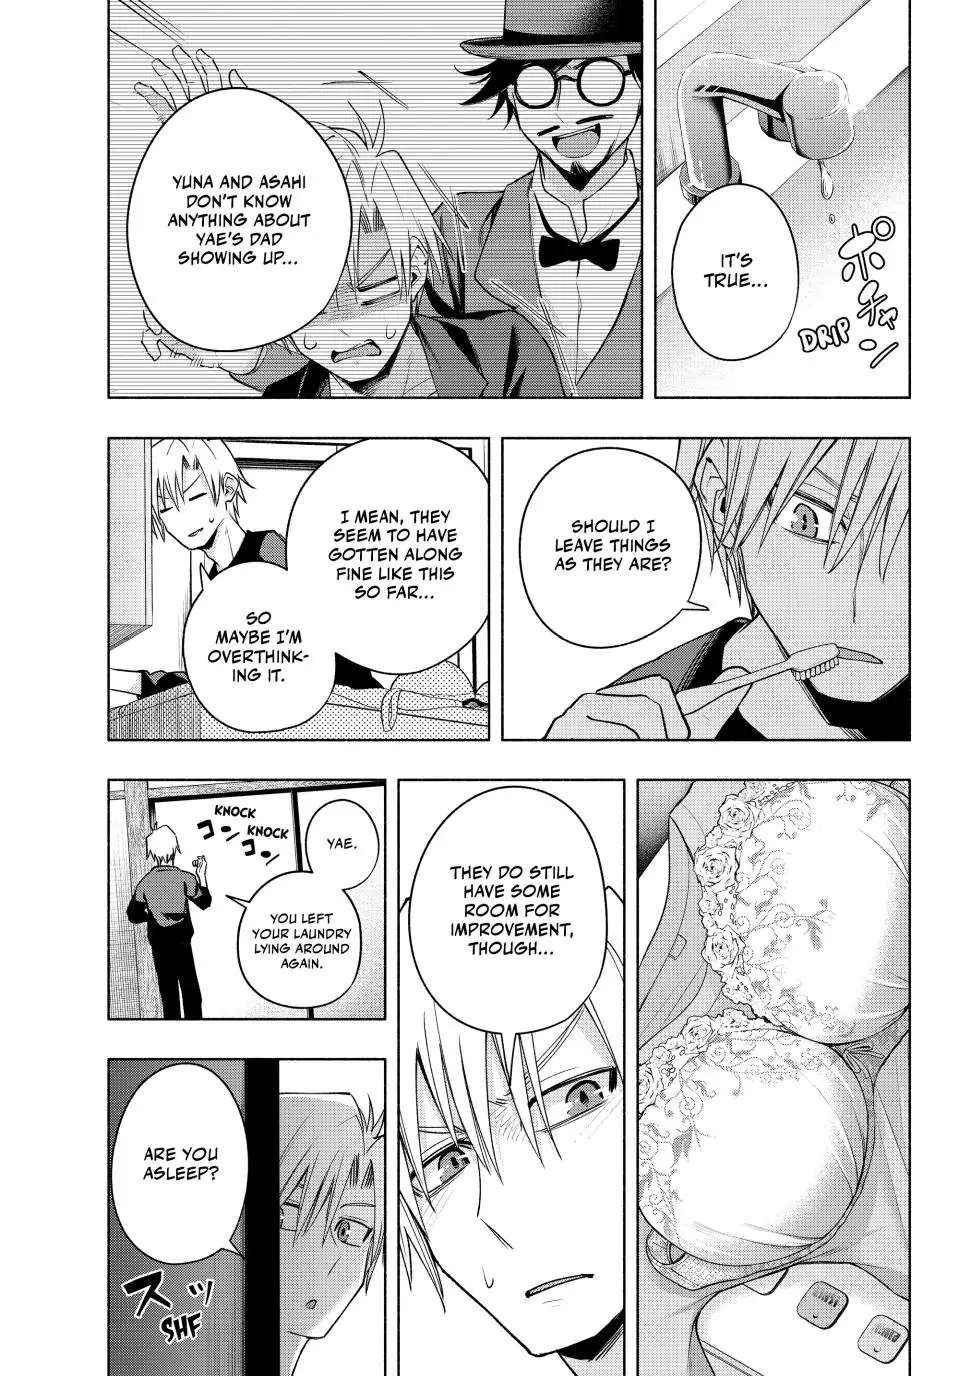 IT'S
TRUE...
ポチャン
DRIP
YUNA AND ASAHI
DON'T KNOW
ANYTHING ABOUT
YAE'S DAD
SHOWING UP...
SHOULD I
LEAVE THINGS
AS THEY ARE?
I MEAN, THEY
SEEM TO HAVE
GOTTEN ALONG
FINE LIKE THIS
SO FAR...
SO
MAYBE I'M
OVERTHINK-
ING IT.
THEY DO STILL
HAVE SOME
ROOM FOR
IMPROVEMENT,
THOUGH...
KNOCK
KNOCK
コン
コン
YAE.
YOU LEFT
YOUR LAUNDRY
LYING AROUND
AGAIN.
ARE YOU
ASLEEP?
スッ
SHF